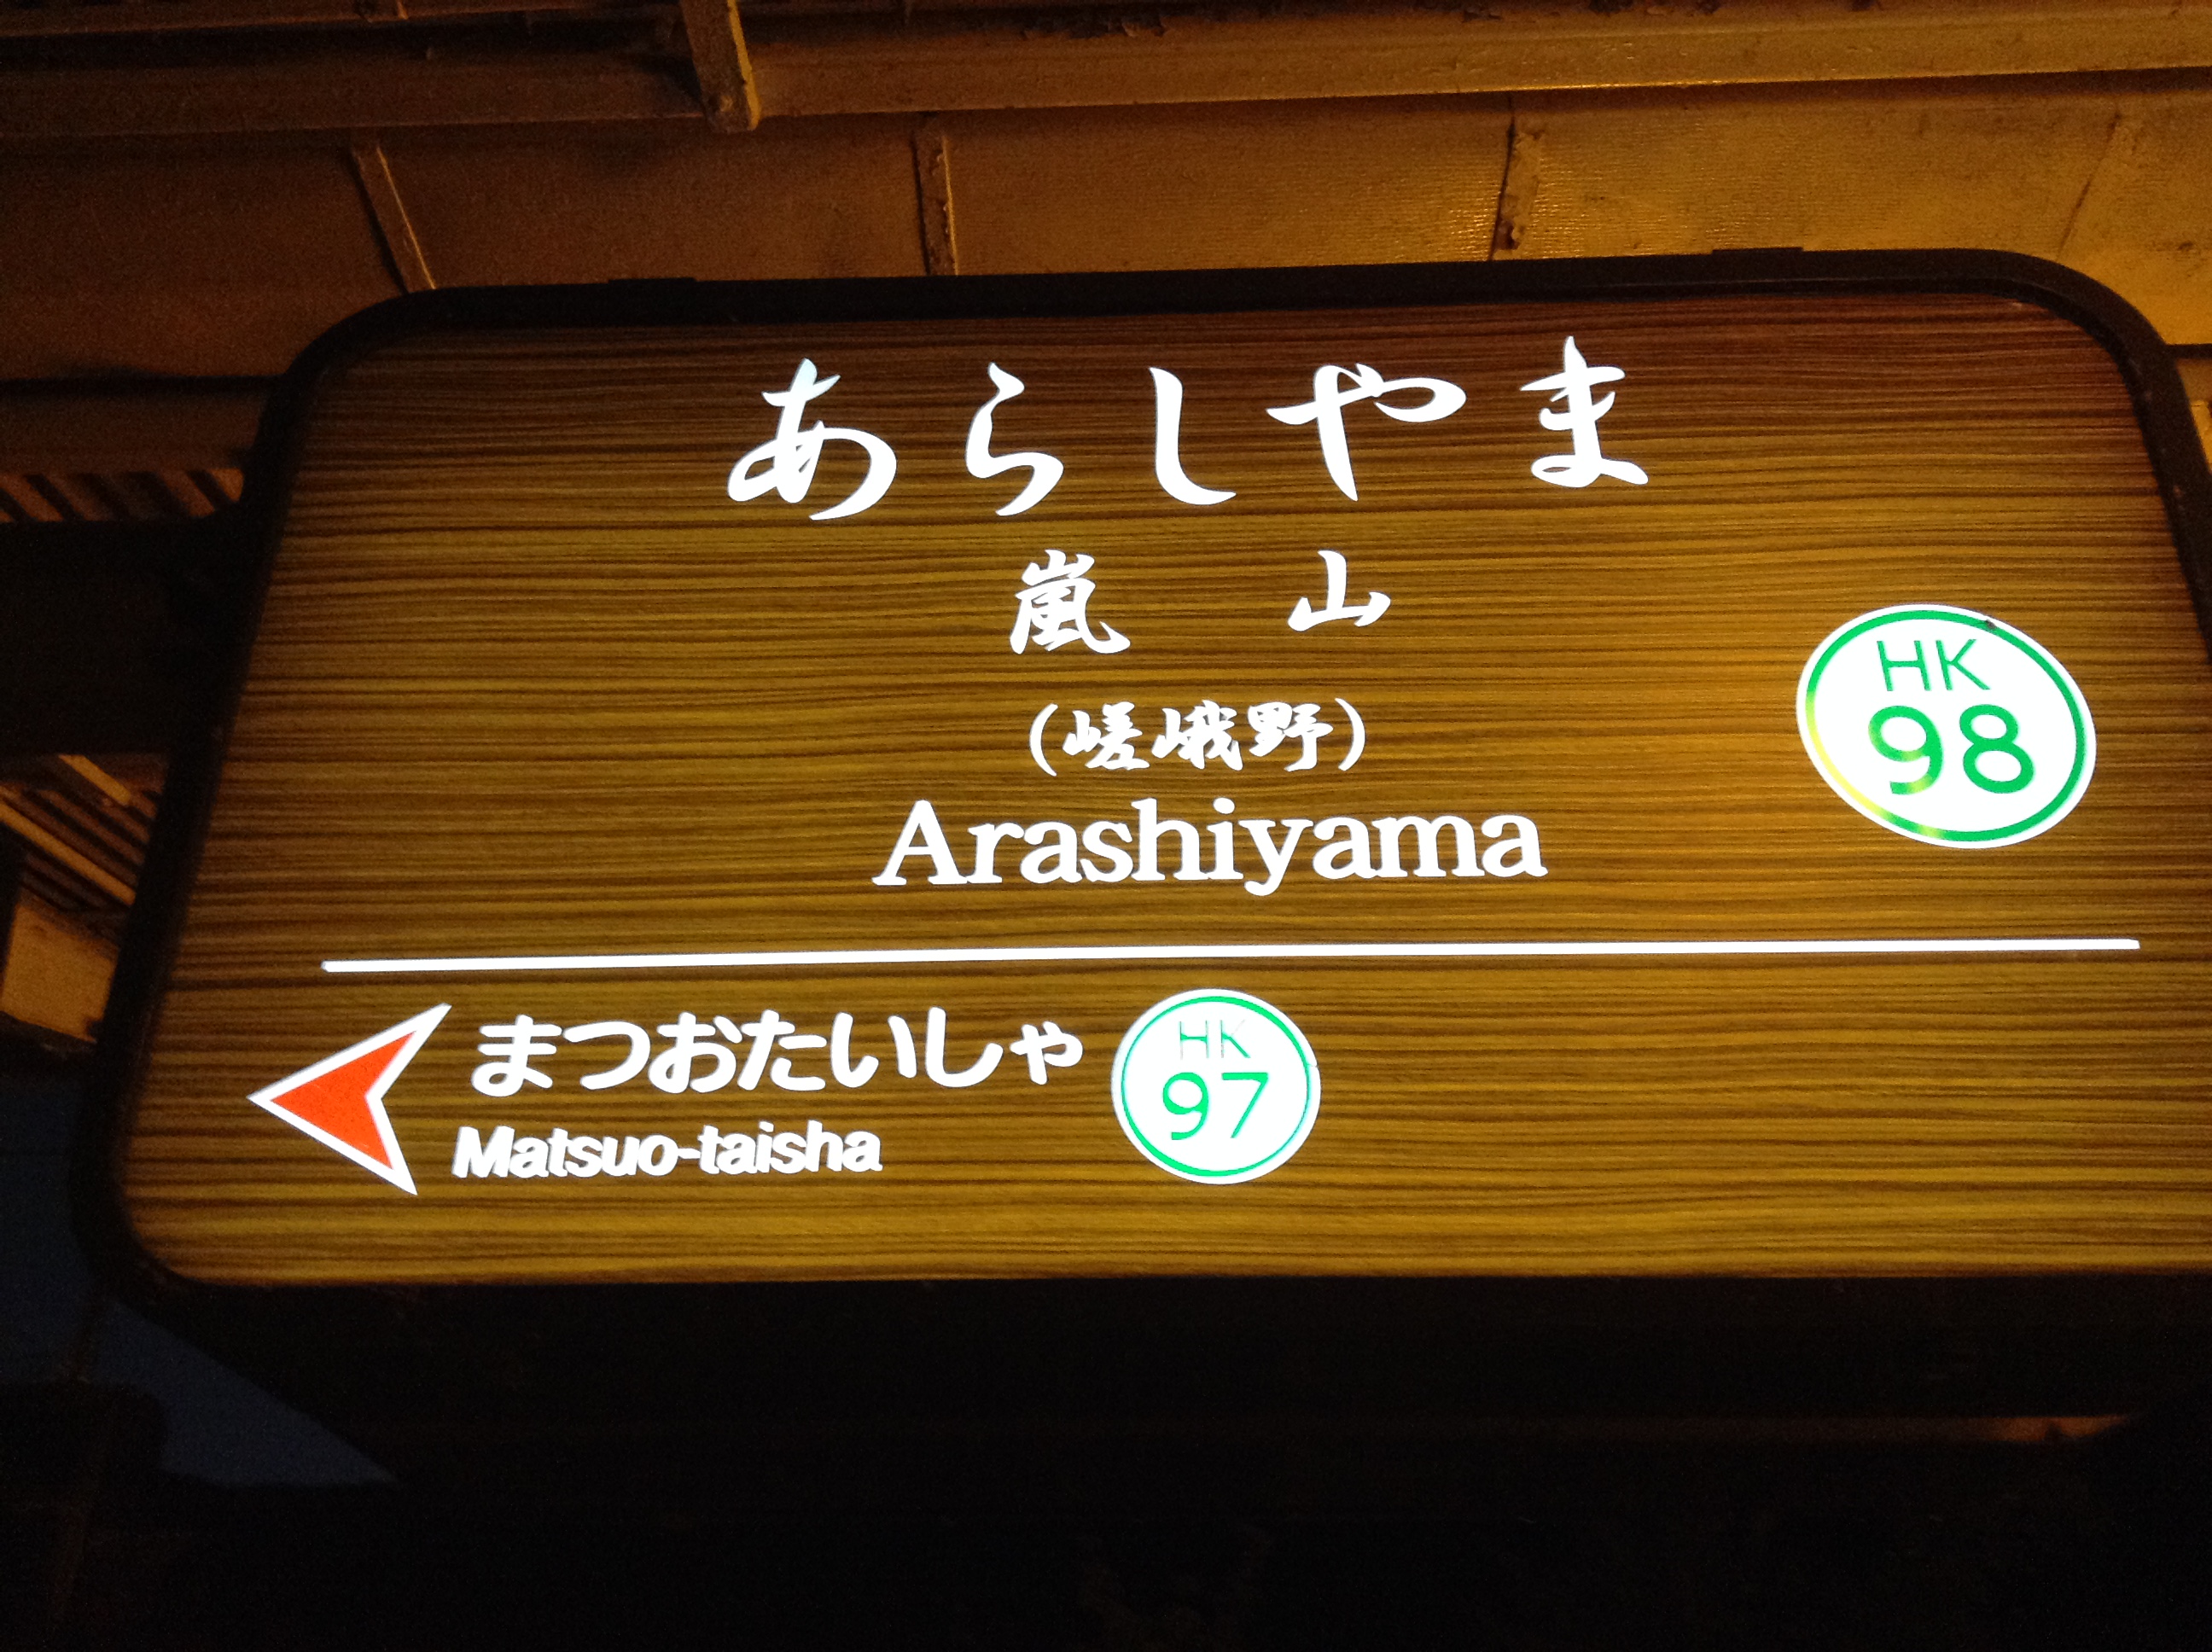 あらしやま
嵐 山
(嵯峨野)
HK
98
Arashiyama
まつおたいしゃ
Matsuo-taisha
HK
97